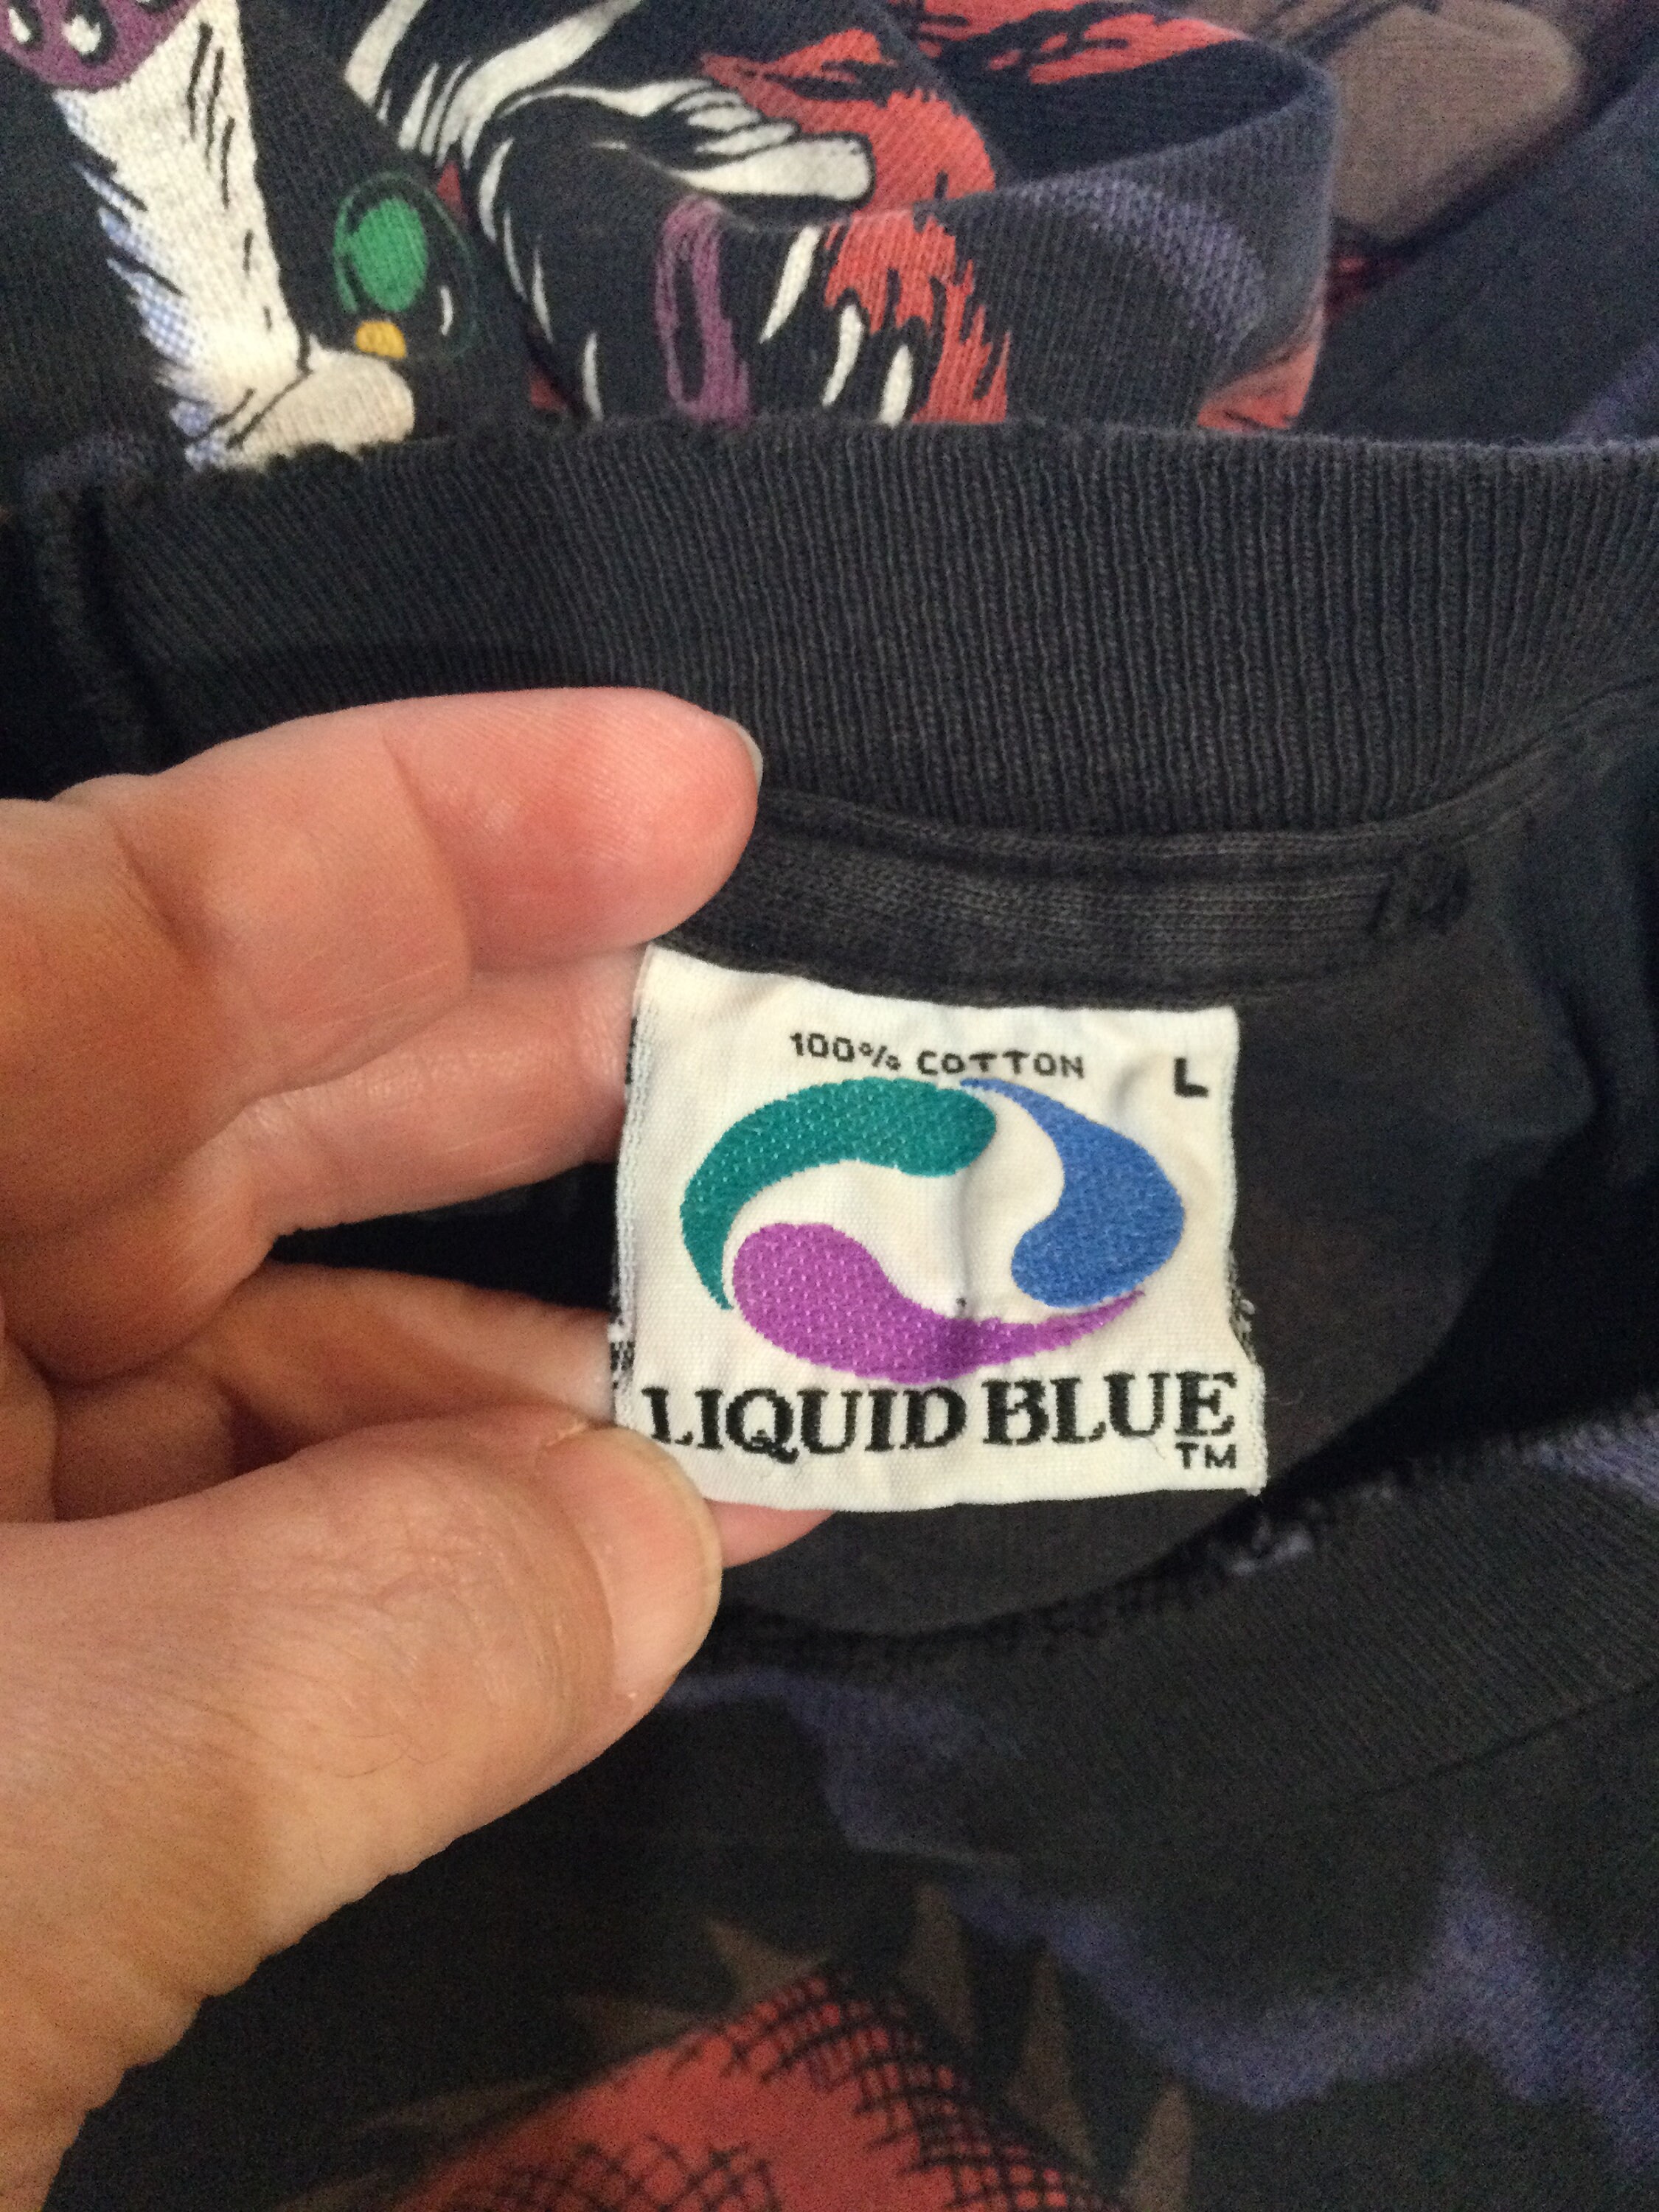 100% COTTON
L
LIQUID BLUE
TM